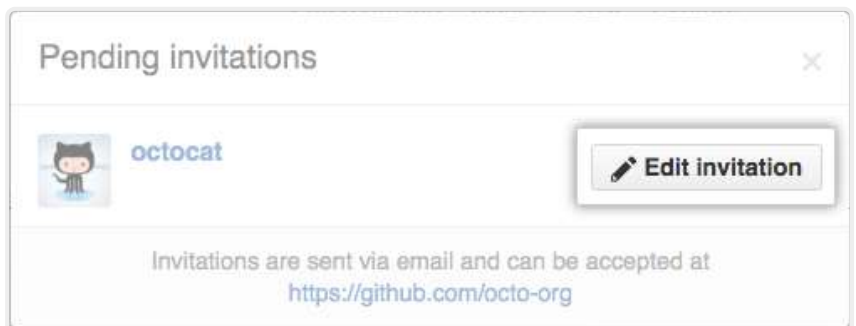 Pending invitations
×
octocat
Edit invitation
Invitations are sent via email and can be accepted at
https://github.com/octo-org